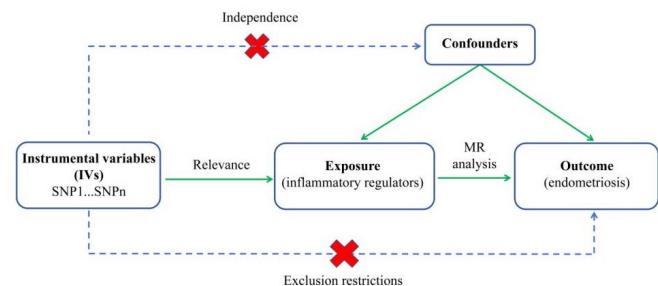 Independence
Confounders
Instrumental variables
(IVs)
SNP1...SNPn
Relevance
Exposure
(inflammatory regulators)
MR
analysis
Outcome
(endometriosis)
Exclusion restrictions